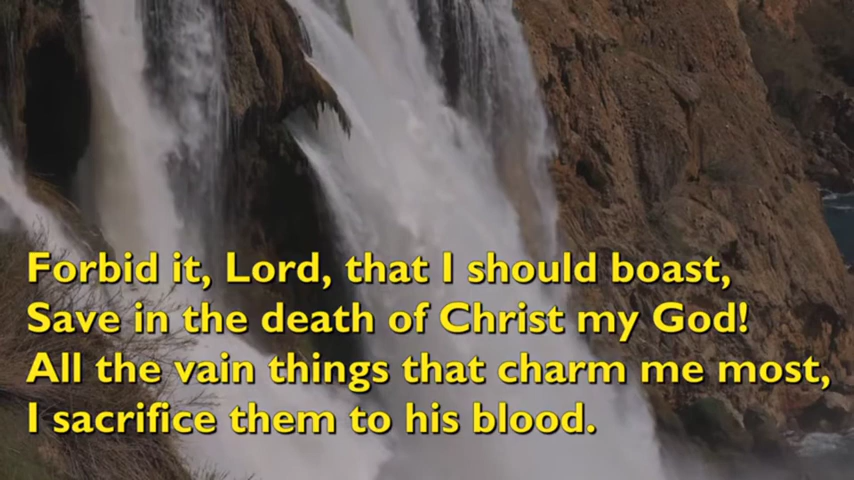 Forbid it, Lord, that I should boast,
Save in the death of Christ my God!
All the vain things that charm me most,
I sacrifice them to his blood.